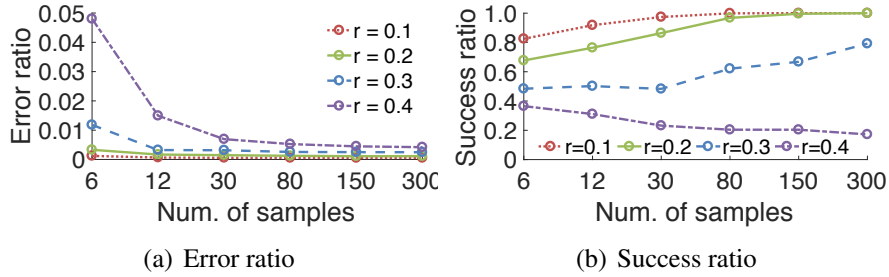 Error ratio
0.05
0.04
0.03
0.02
0.01
0
6 12 30 80 150 300
Num. of samples
r = 0.1
r = 0.2
r = 0.3
r = 0.4
(a) Error ratio
Success ratio
1.0
0.8
0.6
0.4
0.2
0
r=0.1 r=0.2 r=0.3 r=0.4
6 12 30 80 150 300
Num. of samples
(b) Success ratio